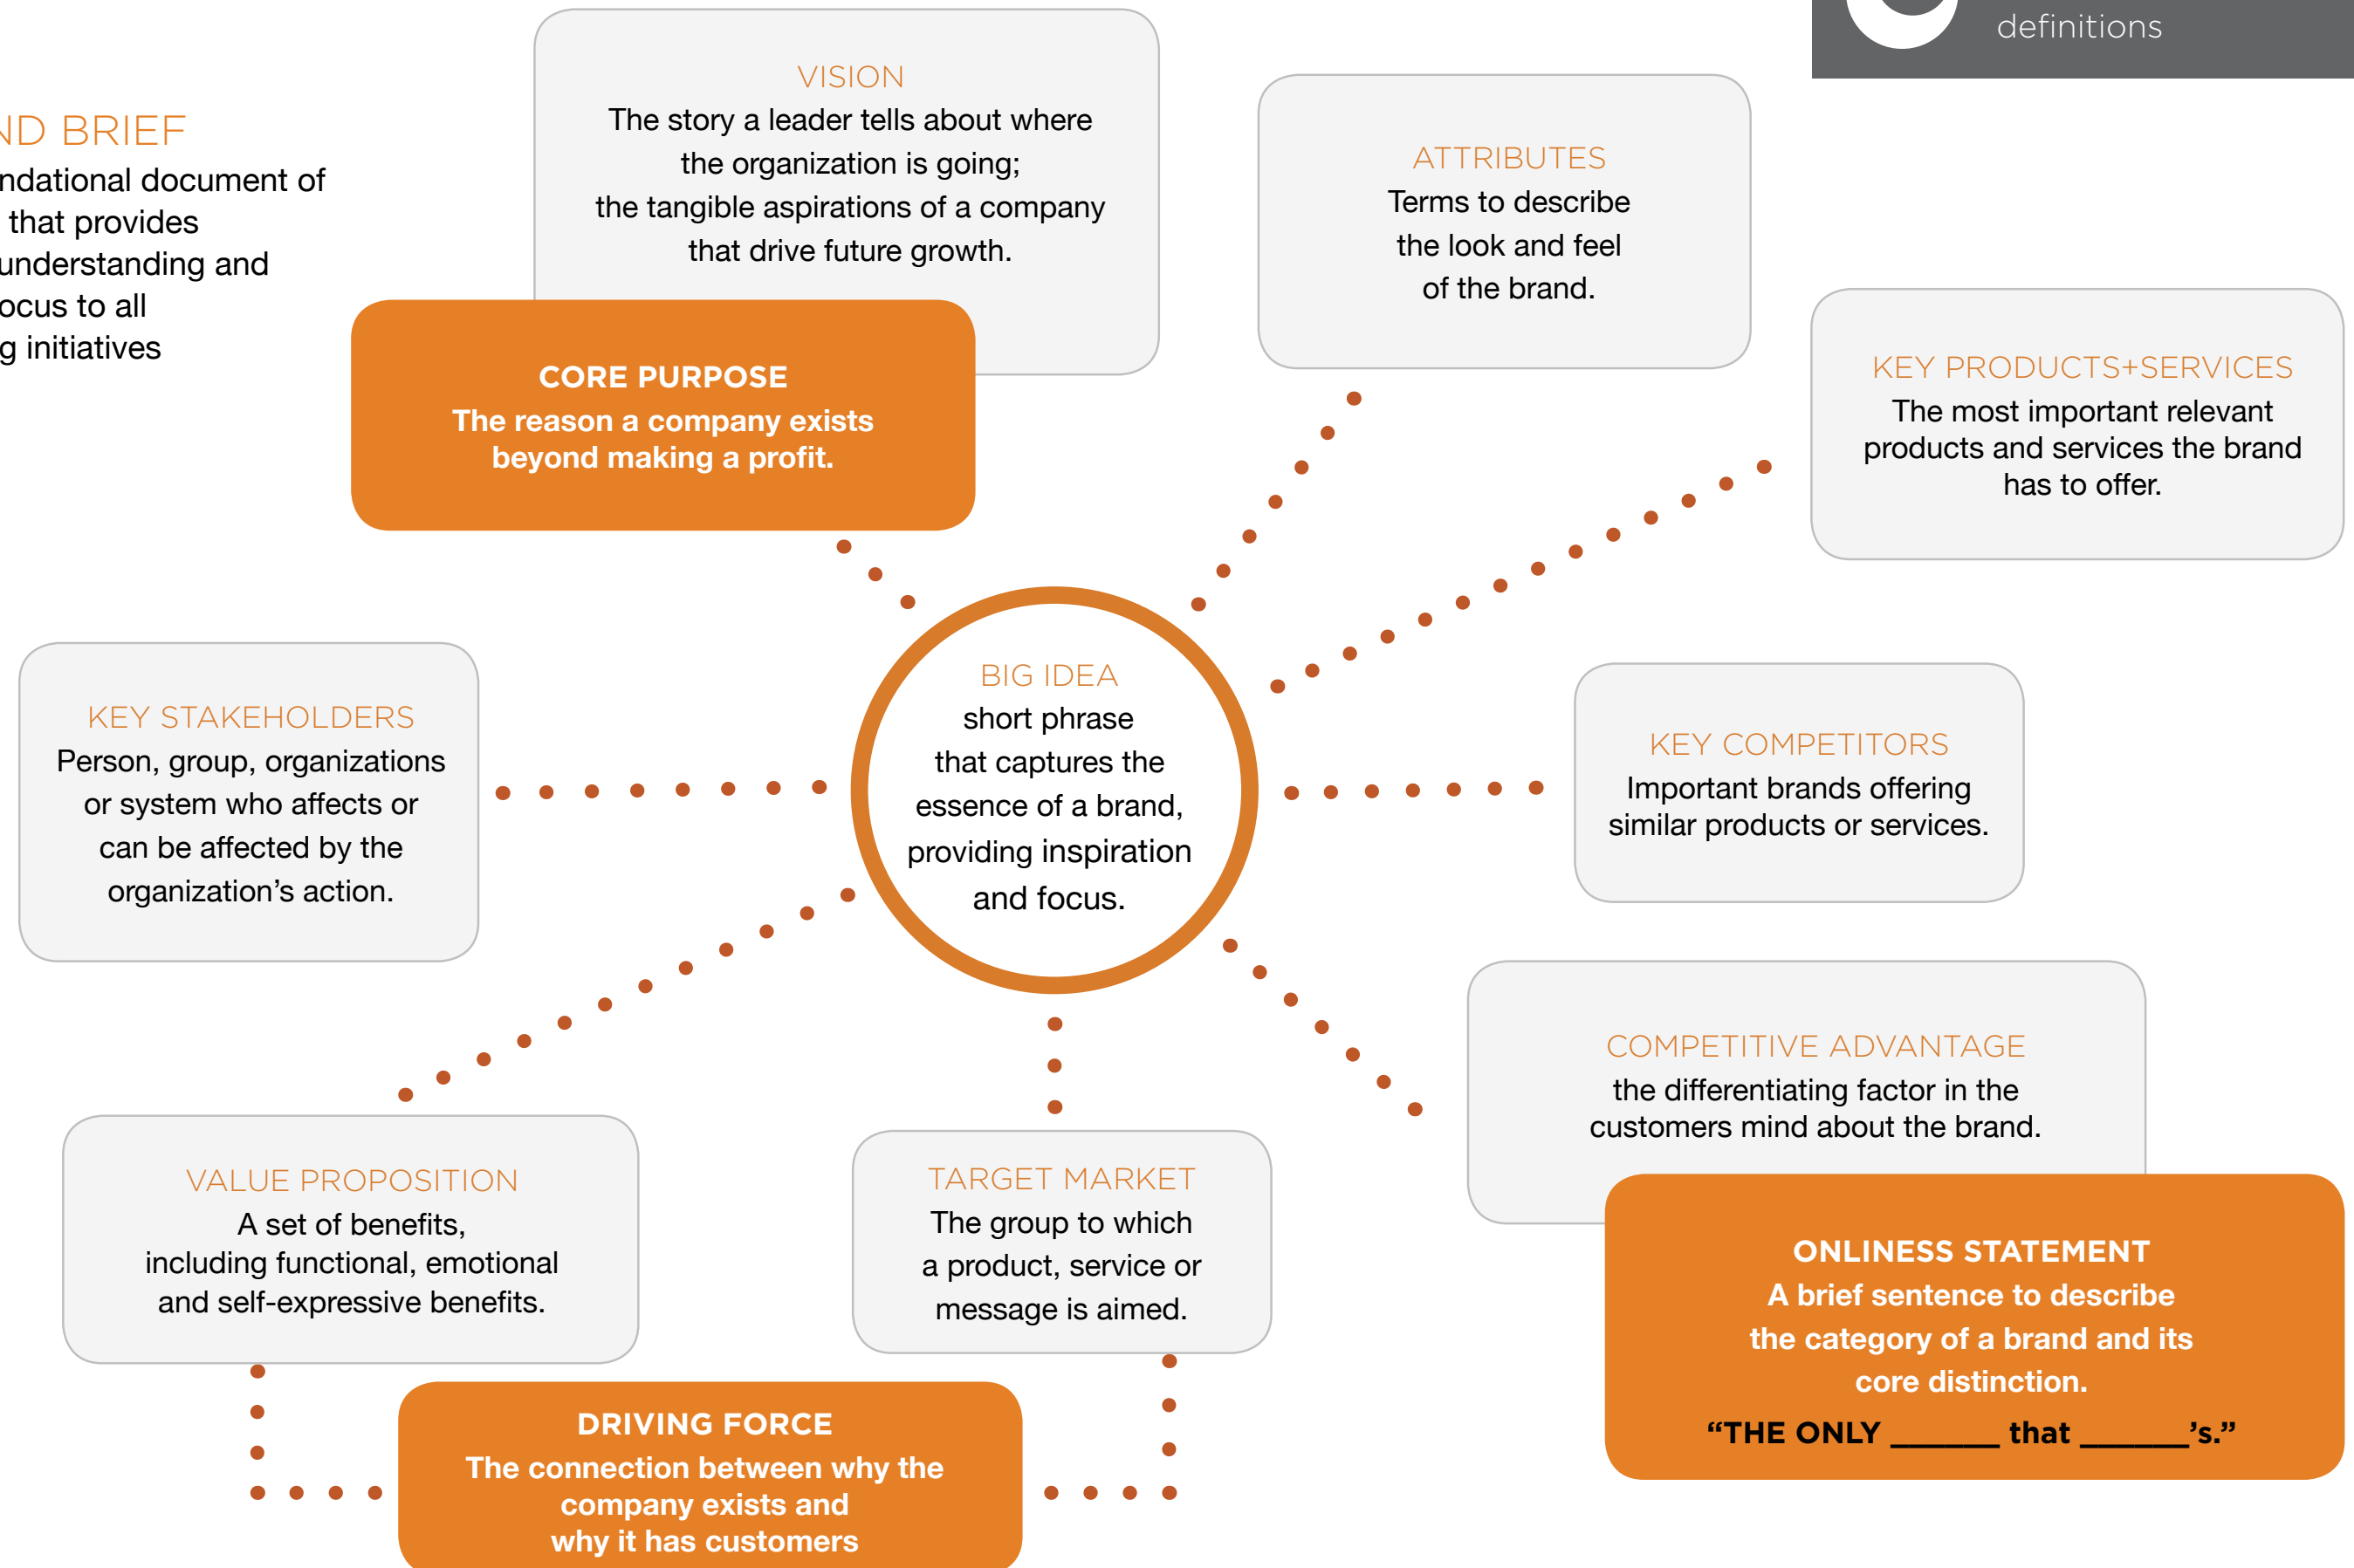 definitions
ND BRIEF
ndational document of
that provides
understanding and
ocus to all
g initiatives
VISION
The story a leader tells about where
the organization is going;
the tangible aspirations of a company
that drive future growth.
CORE PURPOSE
The reason a company exists
beyond making a profit.
ATTRIBUTES
Terms to describe
the look and feel
of the brand.
KEY PRODUCTS+SERVICES
The most important relevant
products and services the brand
has to offer.
KEY STAKEHOLDERS
Person, group, organizations
or system who affects or
can be affected by the
organization’s action.
BIG IDEA
short phrase
that captures the
essence of a brand,
providing inspiration
and focus.
KEY COMPETITORS
Important brands offering
similar products or services.
COMPETITIVE ADVANTAGE
the differentiating factor in the
customers mind about the brand.
VALUE PROPOSITION
A set of benefits,
including functional, emotional
and self-expressive benefits.
TARGET MARKET
The group to which
a product, service or
message is aimed.
ONLINESS STATEMENT
A brief sentence to describe
the category of a brand and its
core distinction.
“THE ONLY ______ that ______’s.”
DRIVING FORCE
The connection between why the
company exists and
why it has customers